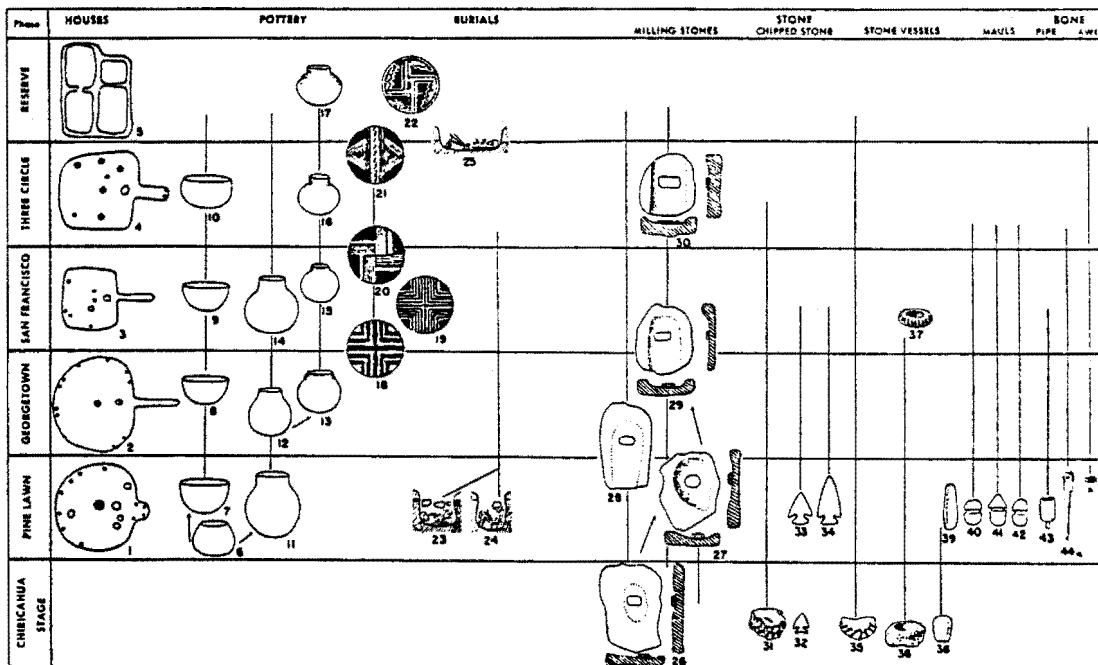 Phase HOUSES POTTERY BURIALS STONE BONE
MILLING STONES CHIPPED STONE STONE VESSELS MAULS PIPE AWL
RESERVE
5 17 22 25
THREE CIRCLE
4 10 16 21 30
SAN FRANCISCO
3 9 14 15 20 19 37
18 29
GEORGETOWN
2 8 12 13
28
PINE LAWN
1 7 6 11 23 24 27 33 34 39 40 41 42 43 44
CHIRICAHUA
STAGE
26 31 32 35 36 38